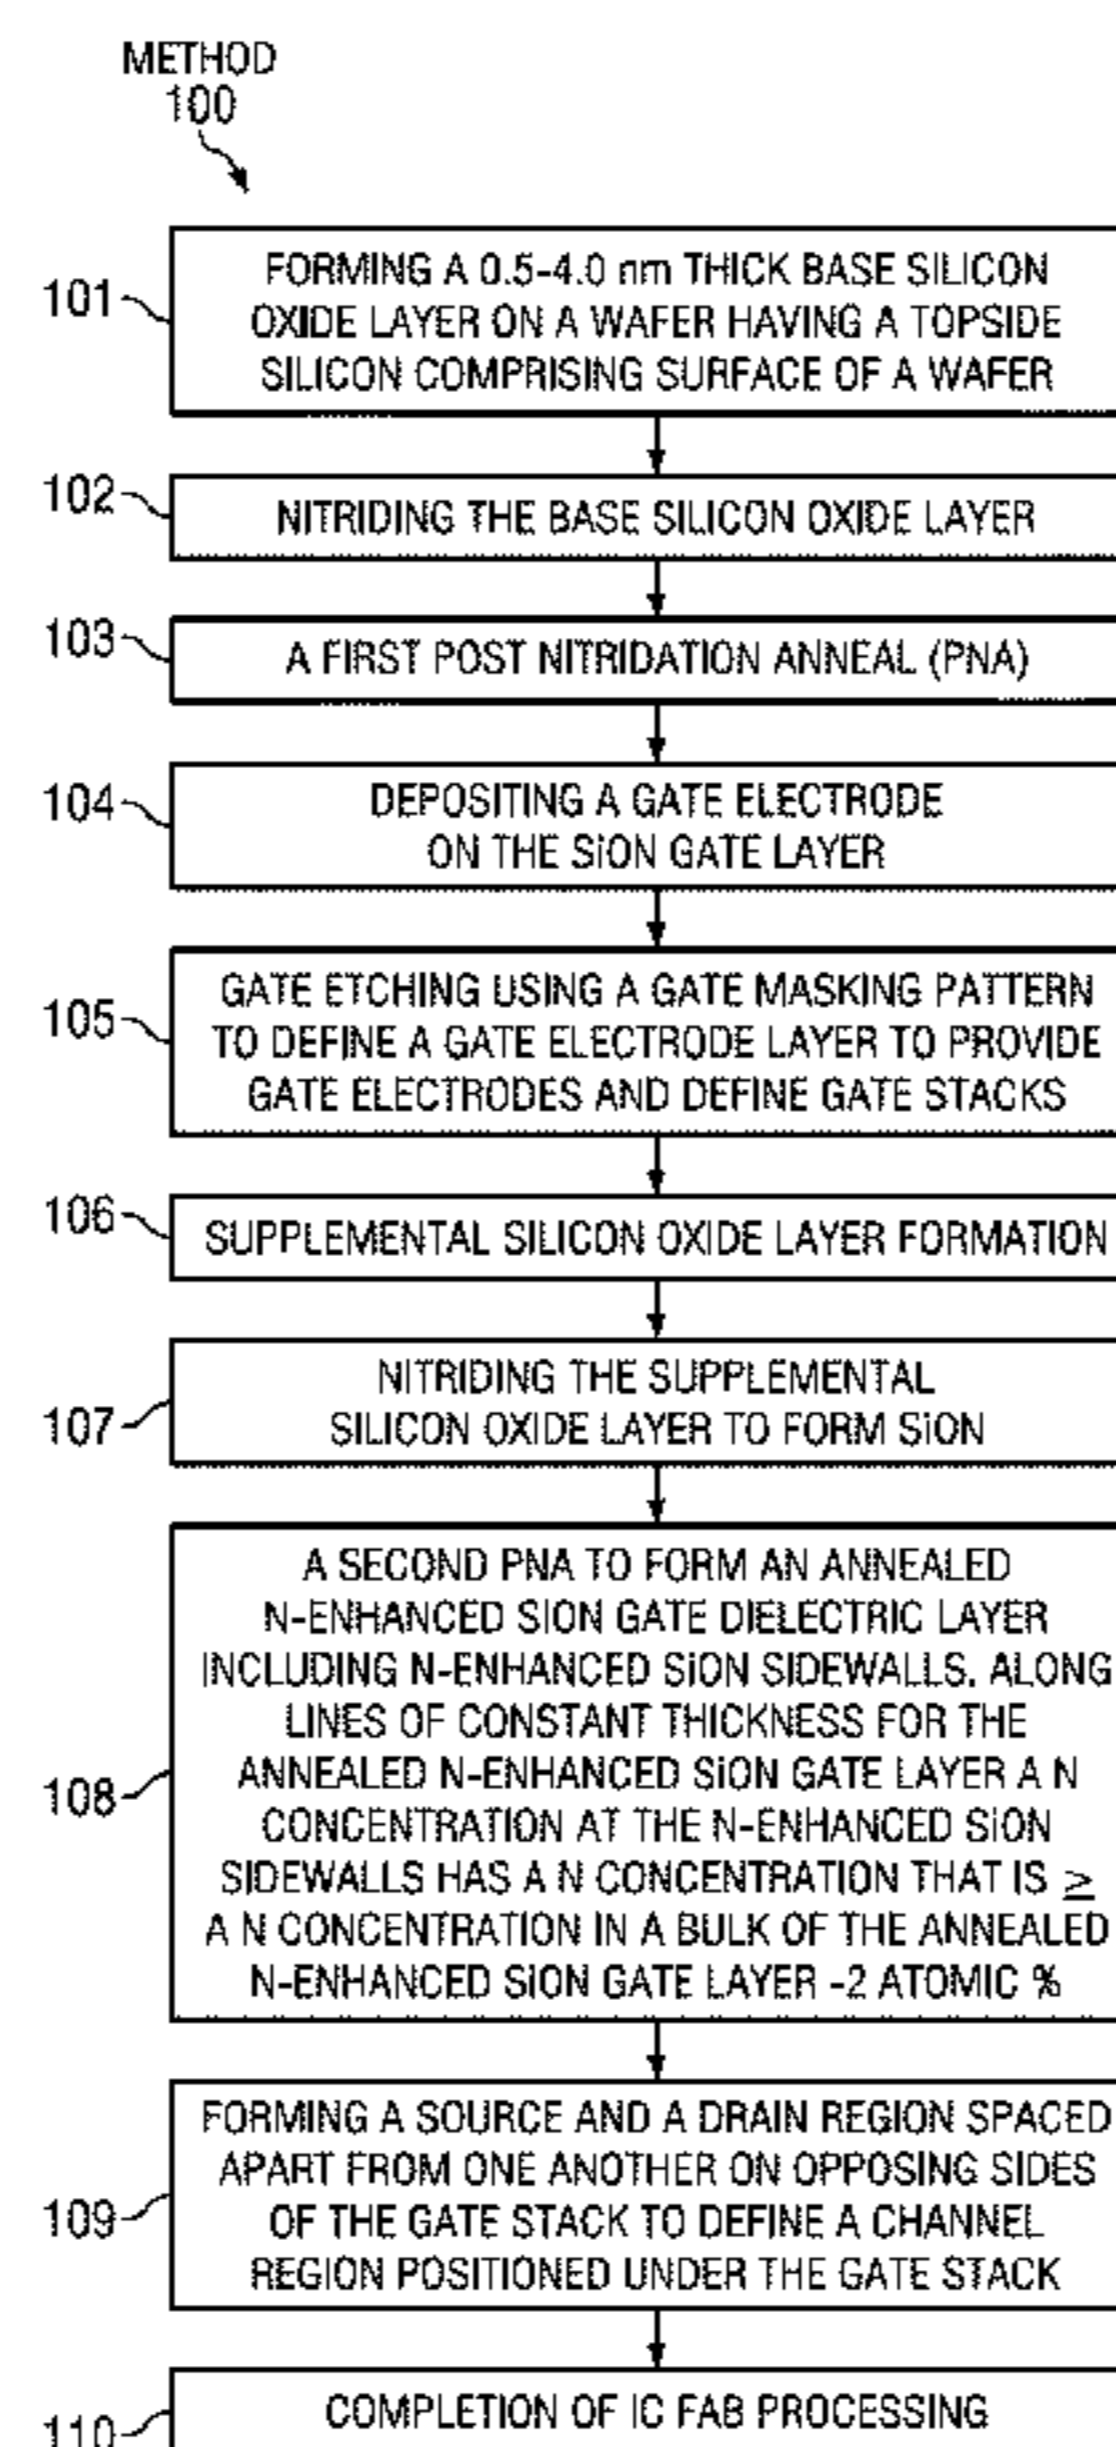 METHOD
100
101
FORMING A 0.5-4.0 nm THICK BASE SILICON
OXIDE LAYER ON A WAFER HAVING A TOPSIDE
SILICON COMPRISING SURFACE OF A WAFER
102
NITRIDING THE BASE SILICON OXIDE LAYER
103
A FIRST POST NITRIDATION ANNEAL (PNA)
104
DEPOSITING A GATE ELECTRODE
ON THE SiON GATE LAYER
105
GATE ETCHING USING A GATE MASKING PATTERN
TO DEFINE A GATE ELECTRODE LAYER TO PROVIDE
GATE ELECTRODES AND DEFINE GATE STACKS
106
SUPPLEMENTAL SILICON OXIDE LAYER FORMATION
107
NITRIDING THE SUPPLEMENTAL
SILICON OXIDE LAYER TO FORM SiON
108
A SECOND PNA TO FORM AN ANNEALED
N-ENHANCED SiON GATE DIELECTRIC LAYER
INCLUDING N-ENHANCED SiON SIDEWALLS. ALONG
LINES OF CONSTANT THICKNESS FOR THE
ANNEALED N-ENHANCED SiON GATE LAYER A N
CONCENTRATION AT THE N-ENHANCED SiON
SIDEWALLS HAS A N CONCENTRATION THAT IS ≥
A N CONCENTRATION IN A BULK OF THE ANNEALED
N-ENHANCED SiON GATE LAYER -2 ATOMIC %
109
FORMING A SOURCE AND A DRAIN REGION SPACED
APART FROM ONE ANOTHER ON OPPOSING SIDES
OF THE GATE STACK TO DEFINE A CHANNEL
REGION POSITIONED UNDER THE GATE STACK
110
COMPLETION OF IC FAB PROCESSING